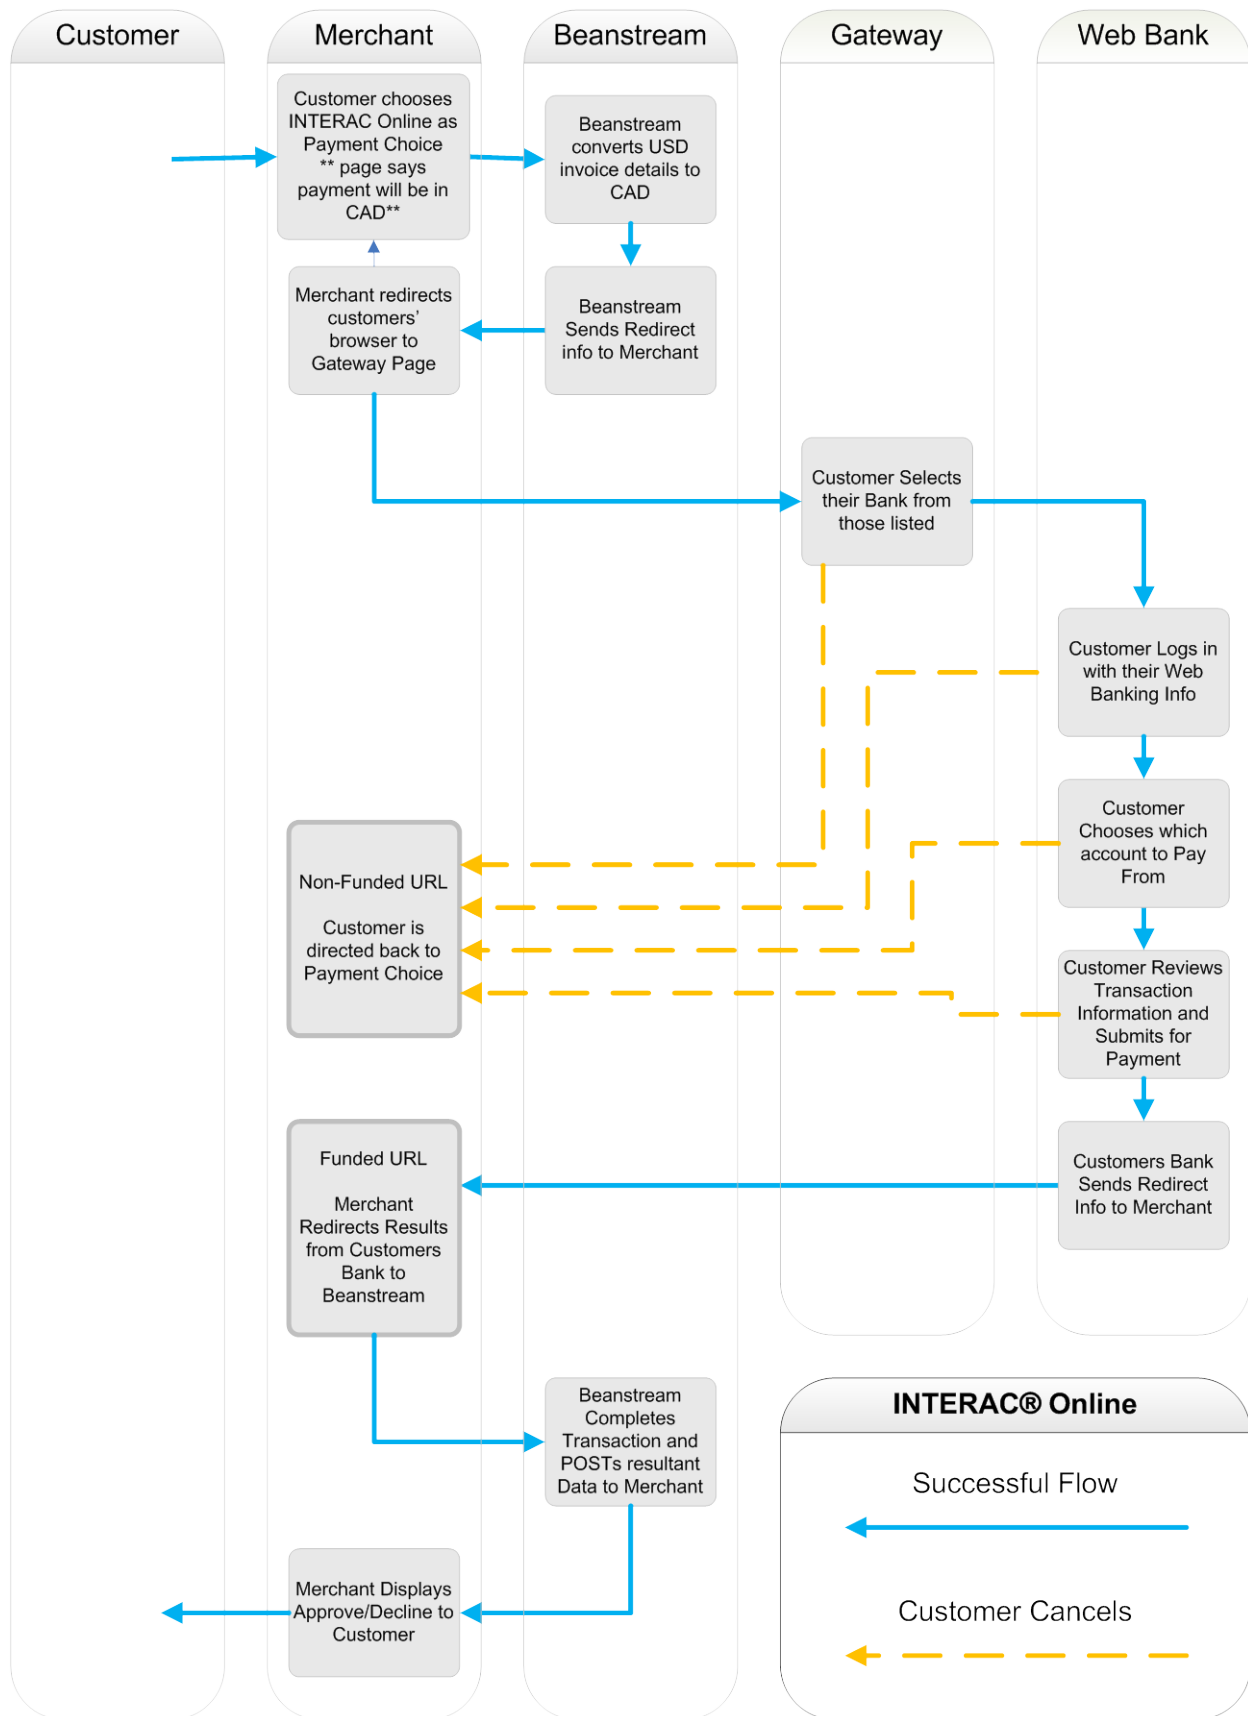 Customer
Merchant
Beanstream
Gateway
Web Bank
Customer chooses
INTERAC Online as
Payment Choice
** page says
payment will be in
CAD**
Beanstream
converts USD
invoice details to
CAD
Merchant redirects
customers'
browser to
Gateway Page
Beanstream
Sends Redirect
info to Merchant
Customer Selects
their Bank from
those listed
Customer Logs in
with their Web
Banking Info
Customer
Chooses which
account to Pay
From
Non-Funded URL
Customer is
directed back to
Payment Choice
Customer Reviews
Transaction
Information and
Submits for
Payment
Funded URL
Merchant
Redirects Results
from Customers
Bank to
Beanstream
Customers Bank
Sends Redirect
Info to Merchant
Beanstream
Completes
Transaction and
POSTs resultant
Data to Merchant
Merchant Displays
Approve/Decline to
Customer
INTERAC® Online
Successful Flow
Customer Cancels